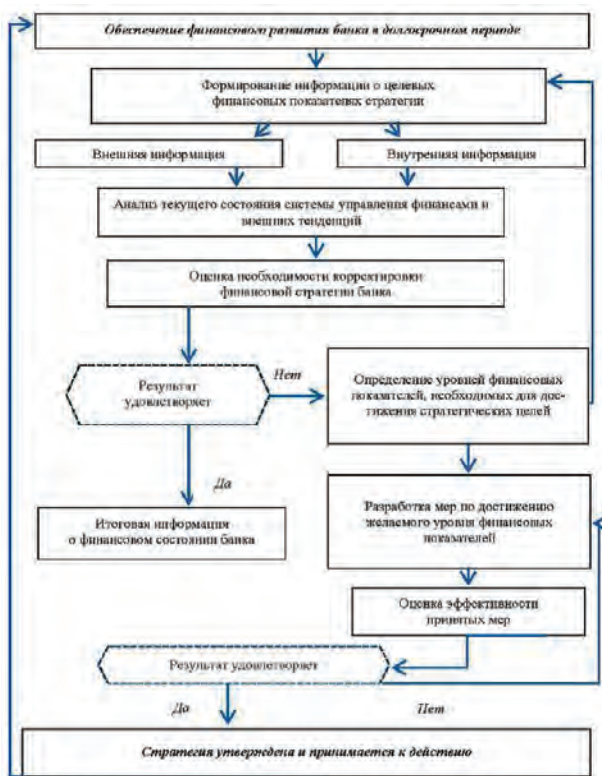 Обеспечение финансового развития банка в долгосрочном периоде
Формирование информации о целевых
финансовых показателях стратегии
Внешняя информация
Внутренняя информация
Анализ текущего состояния системы управления финансами и
внешних тенденций
Оценка необходимости корректировки
финансовой стратегии банка
Результат
удовлетворяет
Нет
Определение уровней финансовых
показателей, необходимых для дос-
тижения стратегических целей
Да
Итоговая информация
о финансовом состоянии банка
Разработка мер по достижению
желаемого уровня финансовых
показателей
Оценка эффективности
принятых мер
Результат удовлетворяет
Да
Нет
Стратегия утверждена и принимается к действию